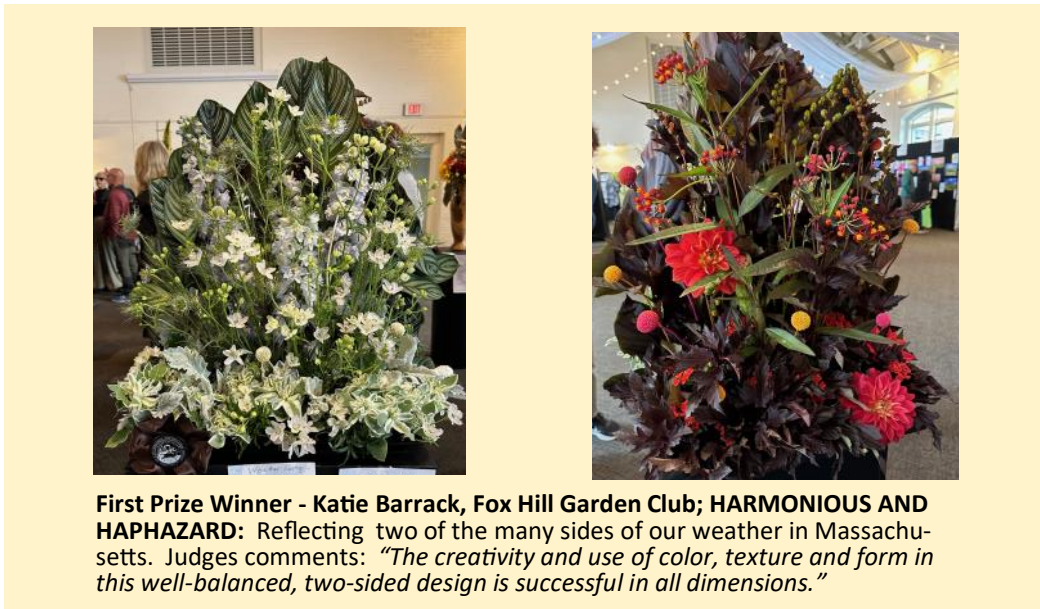 First Prize Winner - Katie Barrack, Fox Hill Garden Club; HARMONIOUS AND
HAPHAZARD: Reflecting two of the many sides of our weather in Massachu-
setts. Judges comments: “The creativity and use of color, texture and form in
this well-balanced, two-sided design is successful in all dimensions.”